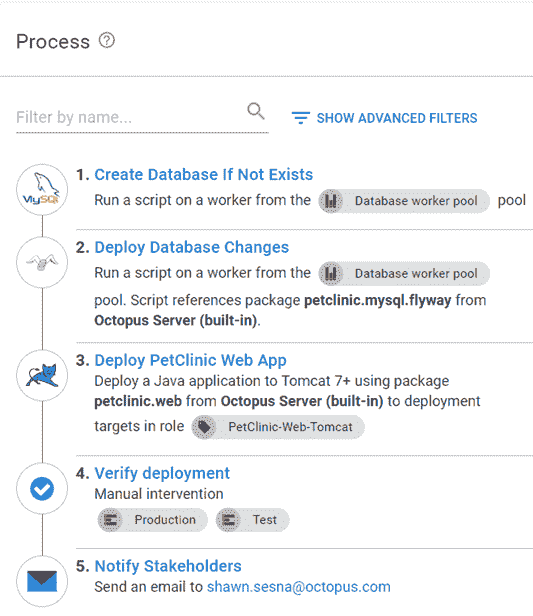 Process ?
Filter by name... SHOW ADVANCED FILTERS
MySQL 1. Create Database If Not Exists
Run a script on a worker from the Database worker pool pool
2. Deploy Database Changes
Run a script on a worker from the Database worker pool
pool. Script references package petclinic.mysql.flyway from
Octopus Server (built-in).
3. Deploy PetClinic Web App
Deploy a Java application to Tomcat 7+ using package
petclinic.web from Octopus Server (built-in) to deployment
targets in role PetClinic-Web-Tomcat
4. Verify deployment
Manual intervention
Production Test
5. Notify Stakeholders
Send an email to shawn.sesna@octopus.com